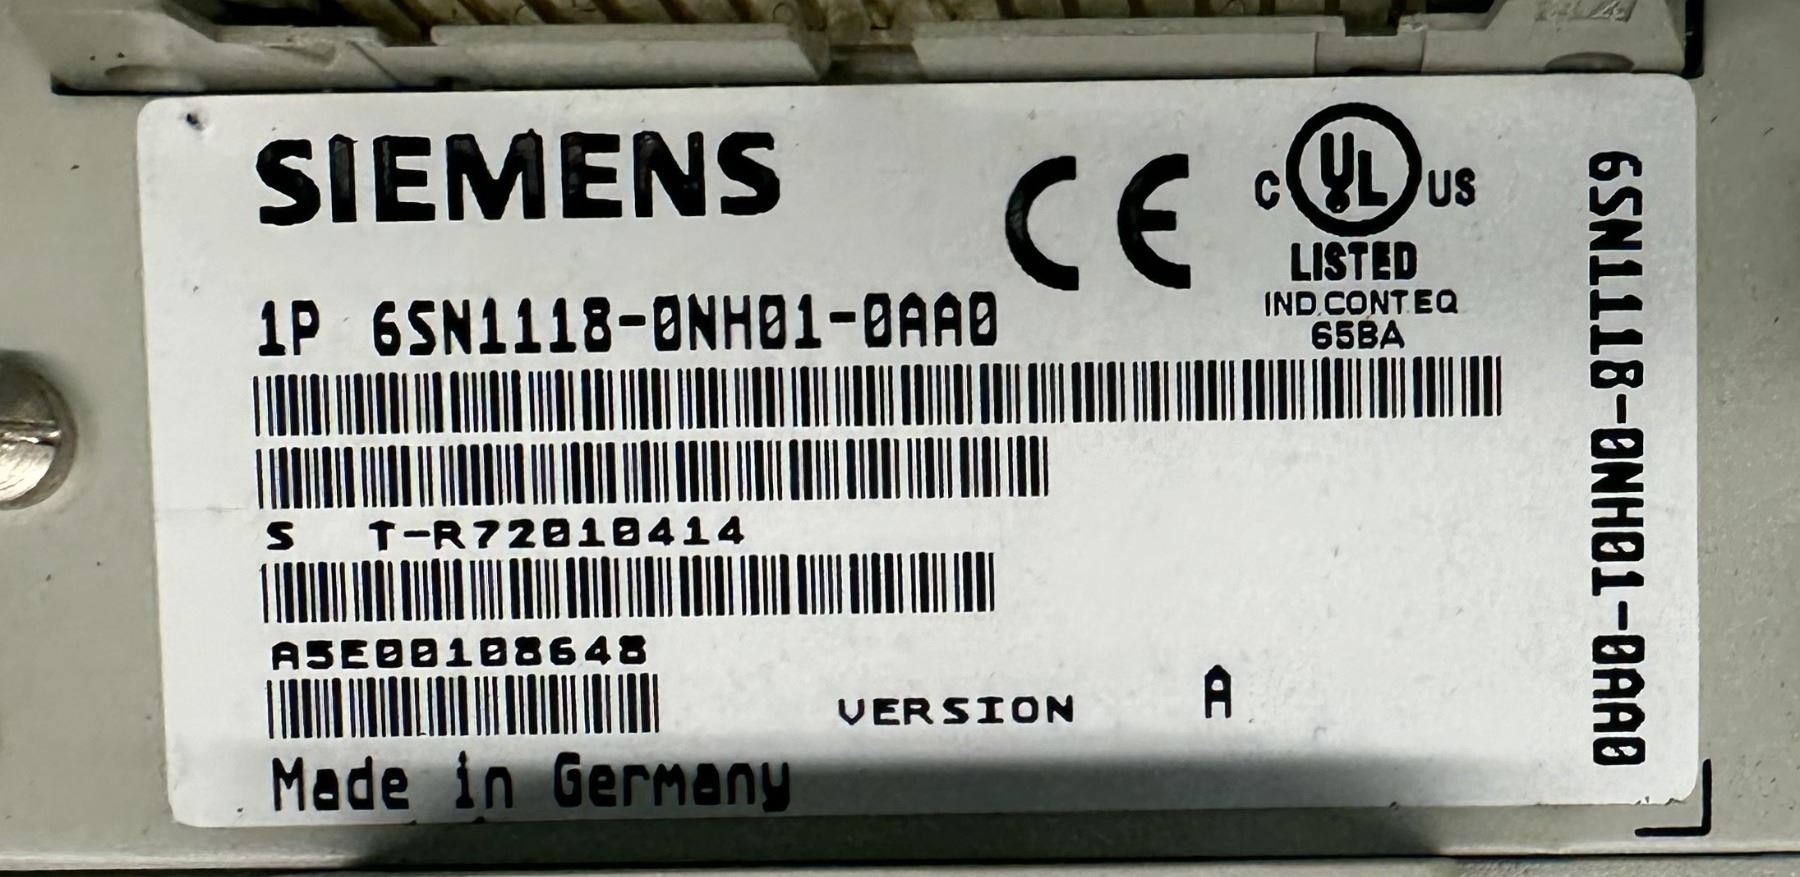 SIEMENS
CE
C UL US
LISTED
IND.CONT.EQ
65BA
1P 6SN1118-0NH01-0AA0
S T-R72010414
A5E00108648
VERSION A
Made in Germany
6SN1118-0NH01-0AA0